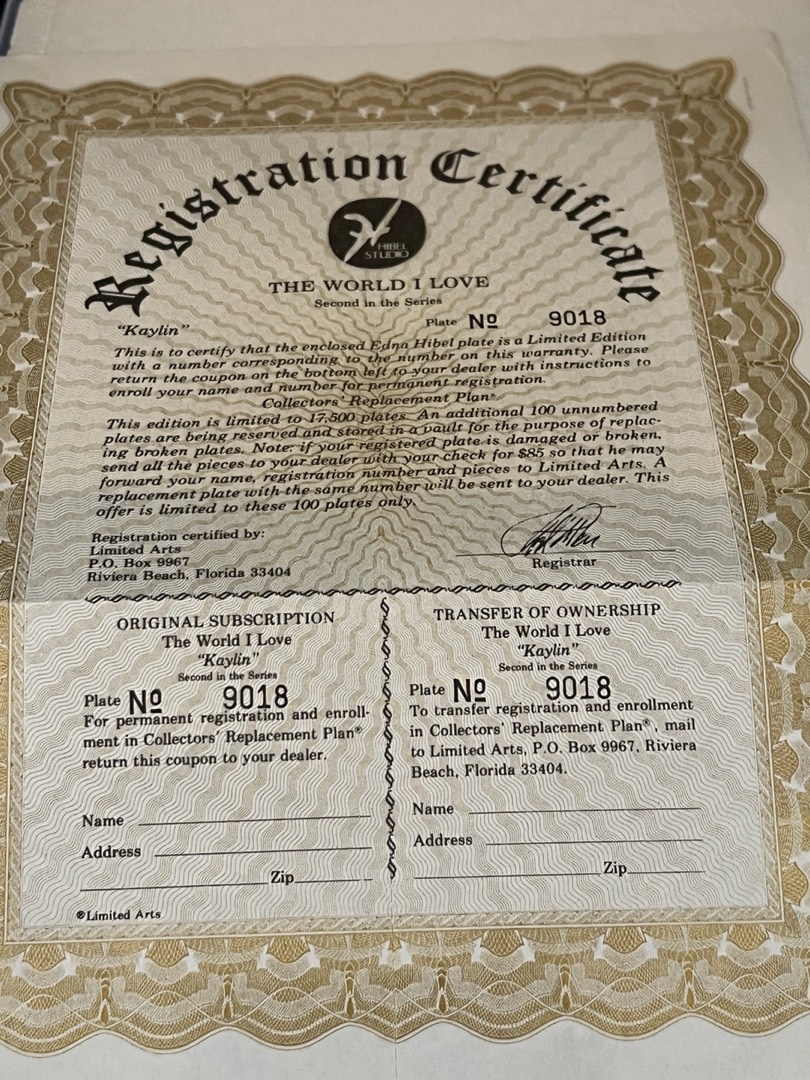 Registration Certificate
HIBEL
STUDIO
THE WORLD I LOVE
Second in the Series
"Kaylin"
Plate Nº 9018
This is to certify that the enclosed Edna Hibel plate is a Limited Edition
with a number corresponding to the number on this warranty. Please
return the coupon on the bottom left to your dealer with instructions to
enroll your name and number for permanent registration.
Collectors' Replacement Plan®
This edition is limited to 17,500 plates. An additional 100 unnumbered
plates are being reserved and stored in a vault for the purpose of replac-
ing broken plates. Note: if your registered plate is damaged or broken,
send all the pieces to your dealer with your check for $85 so that he may
forward your name, registration number and pieces to Limited Arts. A
replacement plate with the same number will be sent to your dealer. This
offer is limited to these 100 plates only.
Registration certified by:
Limited Arts
P.O. Box 9967
Riviera Beach, Florida 33404
Registrar
ORIGINAL SUBSCRIPTION
The World I Love
"Kaylin"
Second in the Series
Plate Nº 9018
For permanent registration and enroll-
ment in Collectors' Replacement Plan®
return this coupon to your dealer.
Name
Address
Zip
®Limited Arts
TRANSFER OF OWNERSHIP
The World I Love
"Kaylin"
Second in the Series
Plate Nº 9018
To transfer registration and enrollment
in Collectors' Replacement Plan®, mail
to Limited Arts, P.O. Box 9967, Riviera
Beach, Florida 33404.
Name
Address
Zip